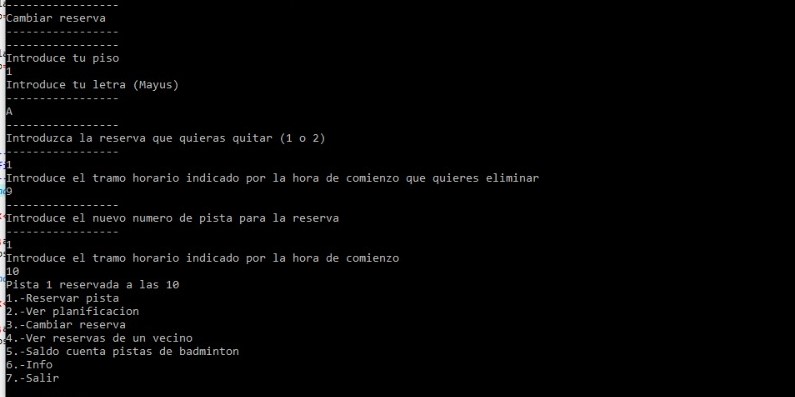 -----------------
Cambiar reserva
-----------------
-----------------
Introduce tu piso
1
Introduce tu letra (Mayus)
-----------------
A
-----------------
Introduzca la reserva que quieras quitar (1 o 2)
-----------------
1
Introduce el tramo horario indicado por la hora de comienzo que quieres eliminar
9
-----------------
Introduce el nuevo numero de pista para la reserva
-----------------
1
Introduce el tramo horario indicado por la hora de comienzo
10
Pista 1 reservada a las 10
1.-Reservar pista
2.-Ver planificacion
3.-Cambiar reserva
4.-Ver reservas de un vecino
5.-Saldo cuenta pistas de badminton
6.-Info
7.-Salir